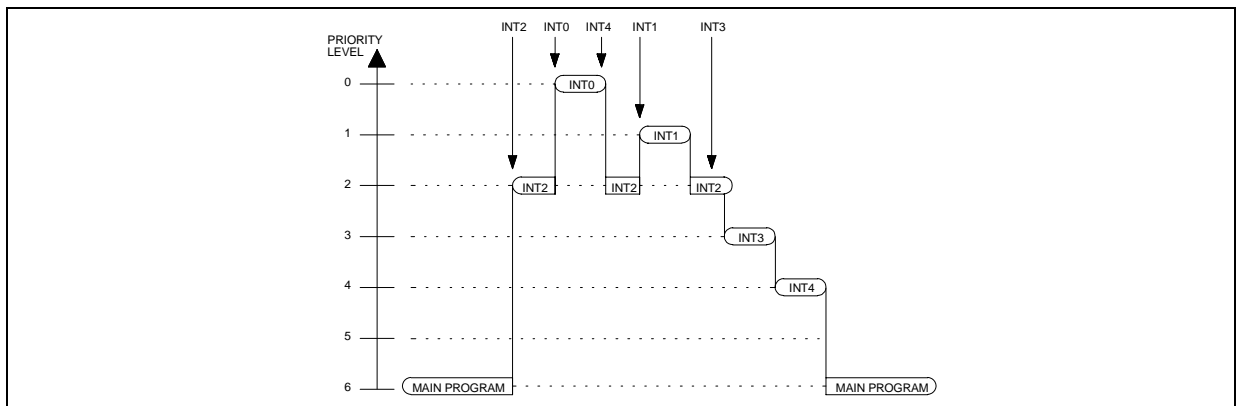 INT2 INT0 INT4 INT1 INT3
PRIORITY
LEVEL
0 INT0
1 INT1
2 INT2 INT2 INT2
3 INT3
4 INT4
5
6 MAIN PROGRAM MAIN PROGRAM